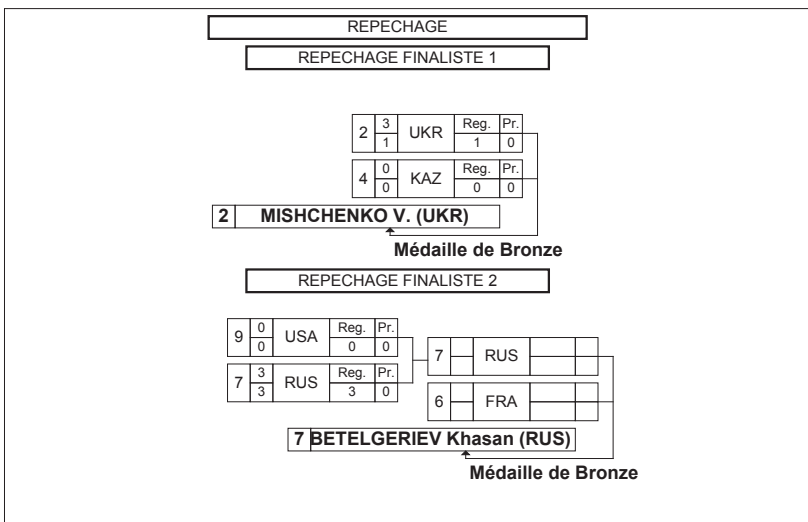 REPECHAGE
REPECHAGE FINALISTE 1
2 3 UKR Reg. Pr.
1 1 0
4 0 KAZ Reg. Pr.
0 0 0
2 MISHCHENKO V. (UKR)
Médaille de Bronze
REPECHAGE FINALISTE 2
9 0 USA Reg. Pr.
0 0 0
7 RUS
7 3 RUS Reg. Pr.
3 3 0
6 FRA
7 BETELGERIEV Khasan (RUS)
Médaille de Bronze